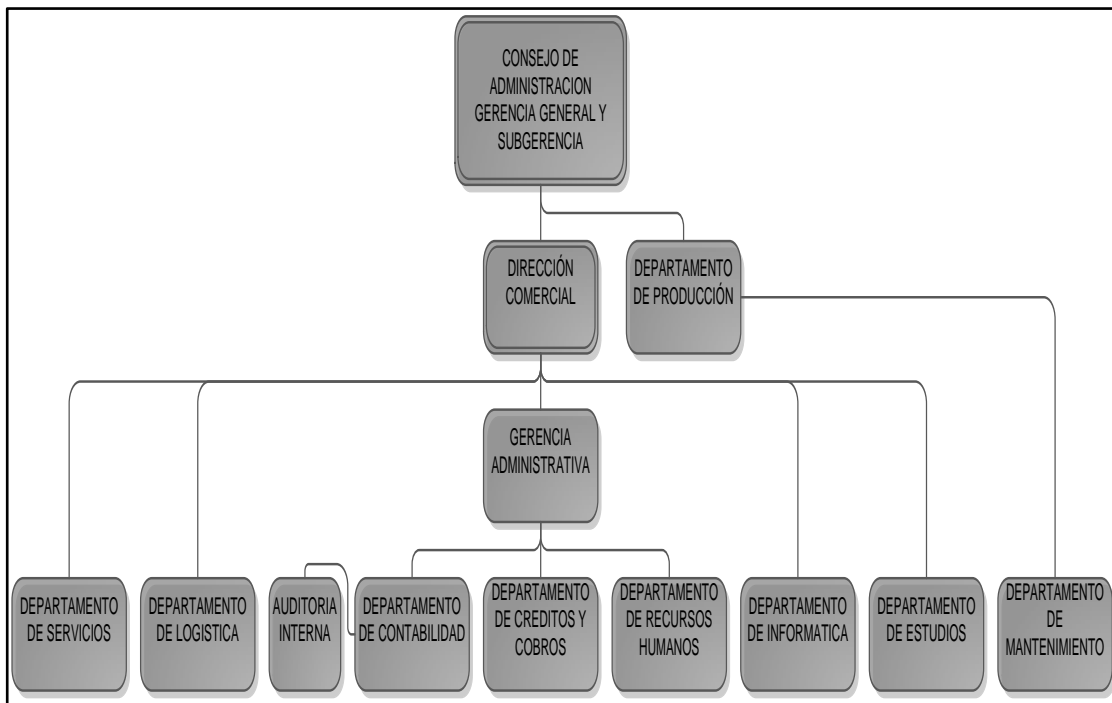 CONSEJO DE
ADMINISTRACION
GERENCIA GENERAL Y
SUBGERENCIA
DIRECCIÓN
COMERCIAL
DEPARTAMENTO
DE PRODUCCIÓN
GERENCIA
ADMINISTRATIVA
DEPARTAMENTO
DE SERVICIOS
DEPARTAMENTO
DE LOGISTICA
AUDITORIA
INTERNA
DEPARTAMENTO
DE CONTABILIDAD
DEPARTAMENTO
DE CREDITOS Y
COBROS
DEPARTAMENTO
DE RECURSOS
HUMANOS
DEPARTAMENTO
DE INFORMATICA
DEPARTAMENTO
DE ESTUDIOS
DEPARTAMENTO
DE
MANTENIMIENTO